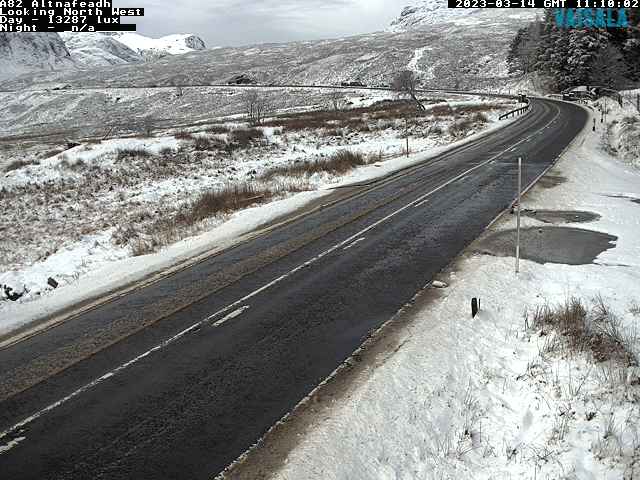 A82 Altnafeadh
Looking North West
Day - 13287 lux
Night - n/a
2023-03-14 GMT 11:10:02
VAISALA